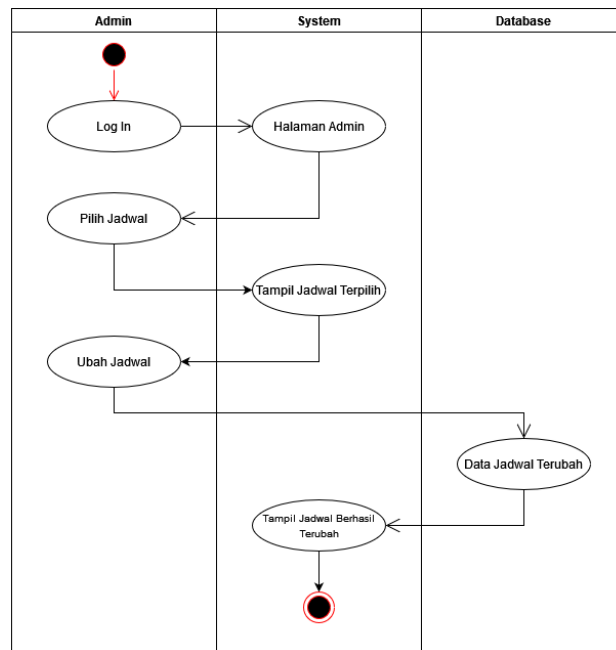 Admin
System
Database
Log In
Halaman Admin
Pilih Jadwal
Tampil Jadwal Terpilih
Ubah Jadwal
Data Jadwal Terubah
Tampil Jadwal Berhasil
Terubah